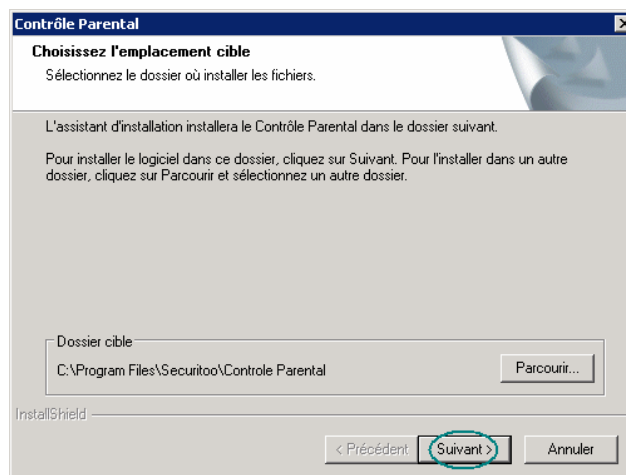 Contrôle Parental
Choisissez l'emplacement cible
Sélectionnez le dossier où installer les fichiers.
L'assistant d'installation installera le Contrôle Parental dans le dossier suivant.
Pour installer le logiciel dans ce dossier, cliquez sur Suivant. Pour l'installer dans un autre
dossier, cliquez sur Parcourir et sélectionnez un autre dossier.
Dossier cible
C:\Program Files\Securitoo\Controle Parental
Parcourir...
InstallShield
< Précédent
Suivant >
Annuler